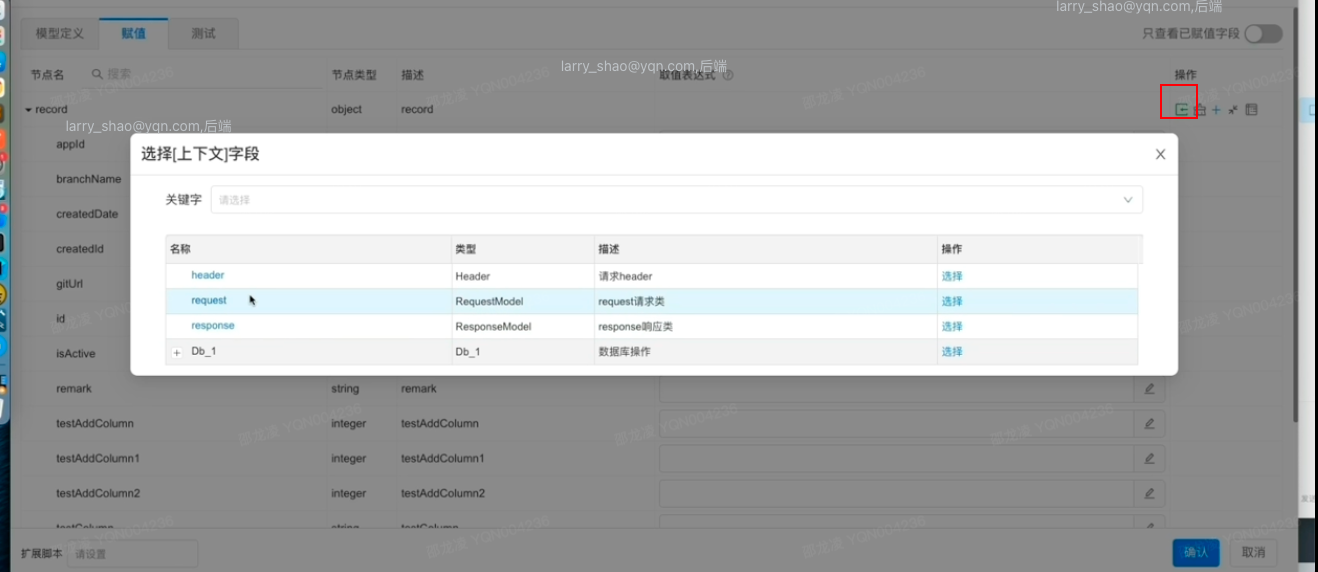 larry_shao@yqn.com,后端
模型定义 赋值 测试 只查看已赋值字段
larry_shao@yqn.com,后端
节点名 搜索 节点类型 描述 取值表达式 操作
record object record
larry_shao@yqn.com,后端
appId
选择[上下文]字段
branchName
关键字 请选择
createdDate
名称 类型 描述 操作
createdId
header Header 请求header 选择
gitUrl
request RequestModel request请求类 选择
id
response ResponseModel response响应类 选择
isActive
Db_1 Db_1 数据库操作 选择
remark string remark
testAddColumn integer testAddColumn
testAddColumn1 integer testAddColumn1
testAddColumn2 integer testAddColumn2
扩展脚本 请设置 确认 取消